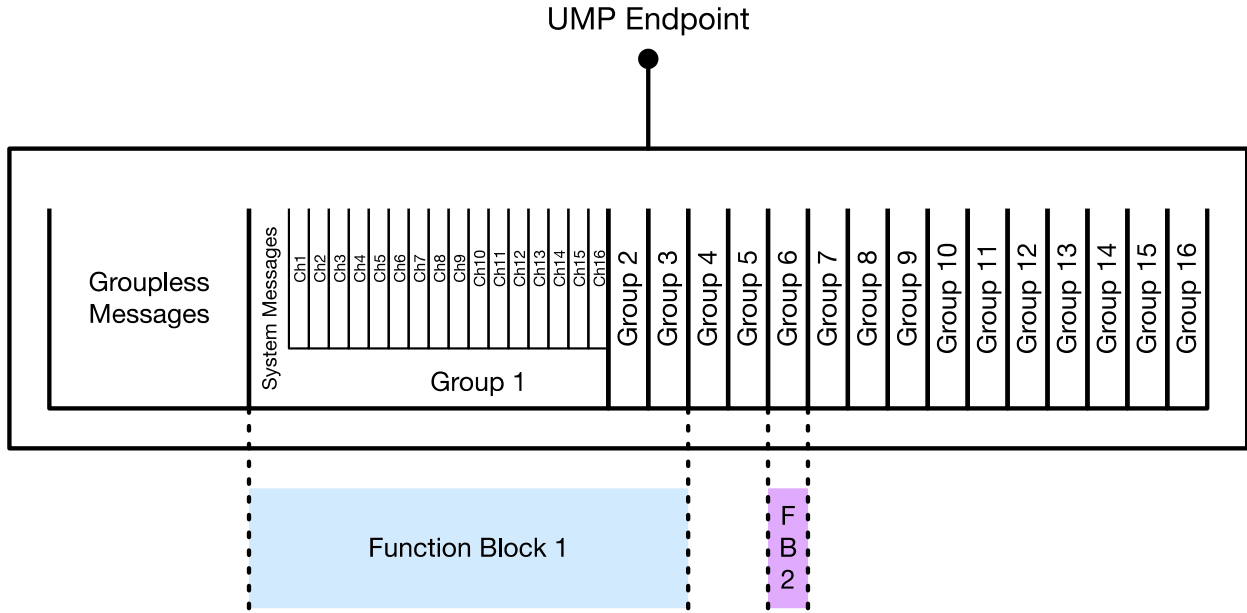 UMP Endpoint
Groupless
Messages
System Messages
Ch1
Ch2
Ch3
Ch4
Ch5
Ch6
Ch7
Ch8
Ch9
Ch10
Ch11
Ch12
Ch13
Ch14
Ch15
Ch16
Group 1
Group 2
Group 3
Group 4
Group 5
Group 6
Group 7
Group 8
Group 9
Group 10
Group 11
Group 12
Group 13
Group 14
Group 15
Group 16
Function Block 1
F
B
2